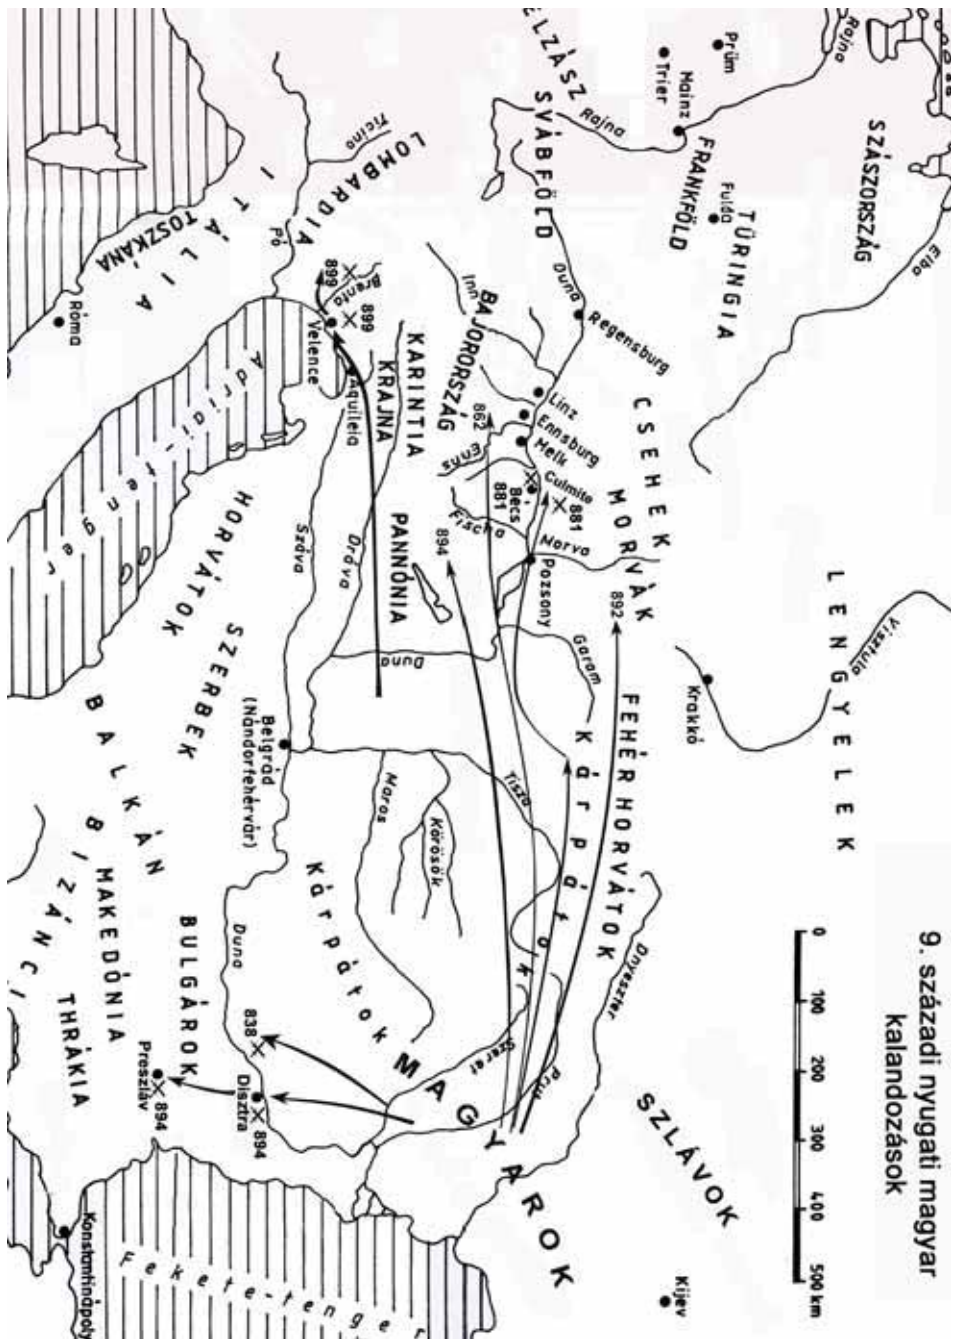 9. századi nyugati magyar
kalandozások
0 100 200 300 400 500 km
SZÁSZORSZÁG
Elba
Rajna
Prüm
Trier
Mainz
Rajna
FRANKFÖLD
Fulda
TÜRINGIA
ELZÁSZ
SVÁBFÖLD
Duna
Regensburg
Inn
BAJORORSZÁG
862
Linz
Ennsburg
Melk
Enns
Culmite
881
Bécs
881
Fischa
894
CSEHEK
MORVÁK
Morva
Pozsony
892
Garam
LENGYELEK
Visztula
Krakkó
FEHÉRHORVÁTOK
Kárpátok
Tisza
Dnyeszter
Szeret
Prut
SZLÁVOK
Kijev
MAGYAROK
Ticino
LOMBARDIA
Pó
ITÁLIA
TOSZKÁNA
Róma
899
Brenta
899
Velence
Aquileia
Adriai-tenger
KARINTIA
KRAJNA
PANNÓNIA
Dráva
Száva
Duna
HORVÁTOK
SZERBEK
Belgrád
(Nándorfehérvár)
Maros
Körösök
Kárpátok
BALKÁN
BIZÁNCI
MAKEDÓNIA
THRÁKIA
BULGÁROK
Duna
838
Disztra
894
Preszláv
894
Konstantinápoly
Fekete-tenger